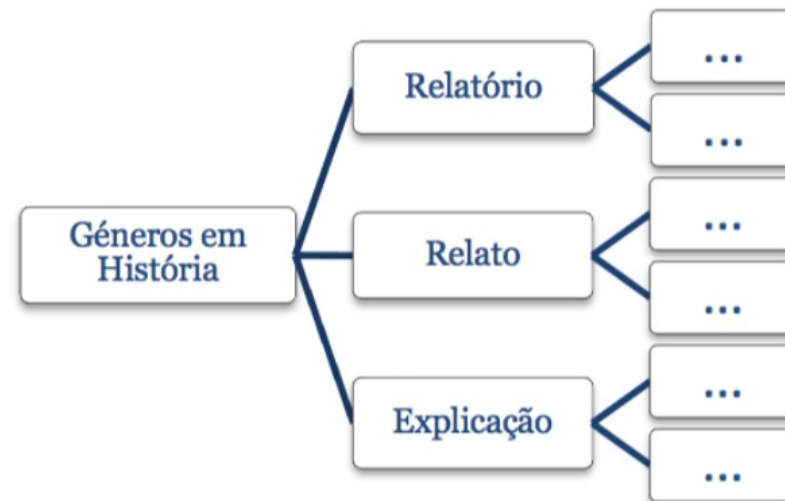 Géneros em
História
Relatório
...
...
Relato
...
...
Explicação
...
...